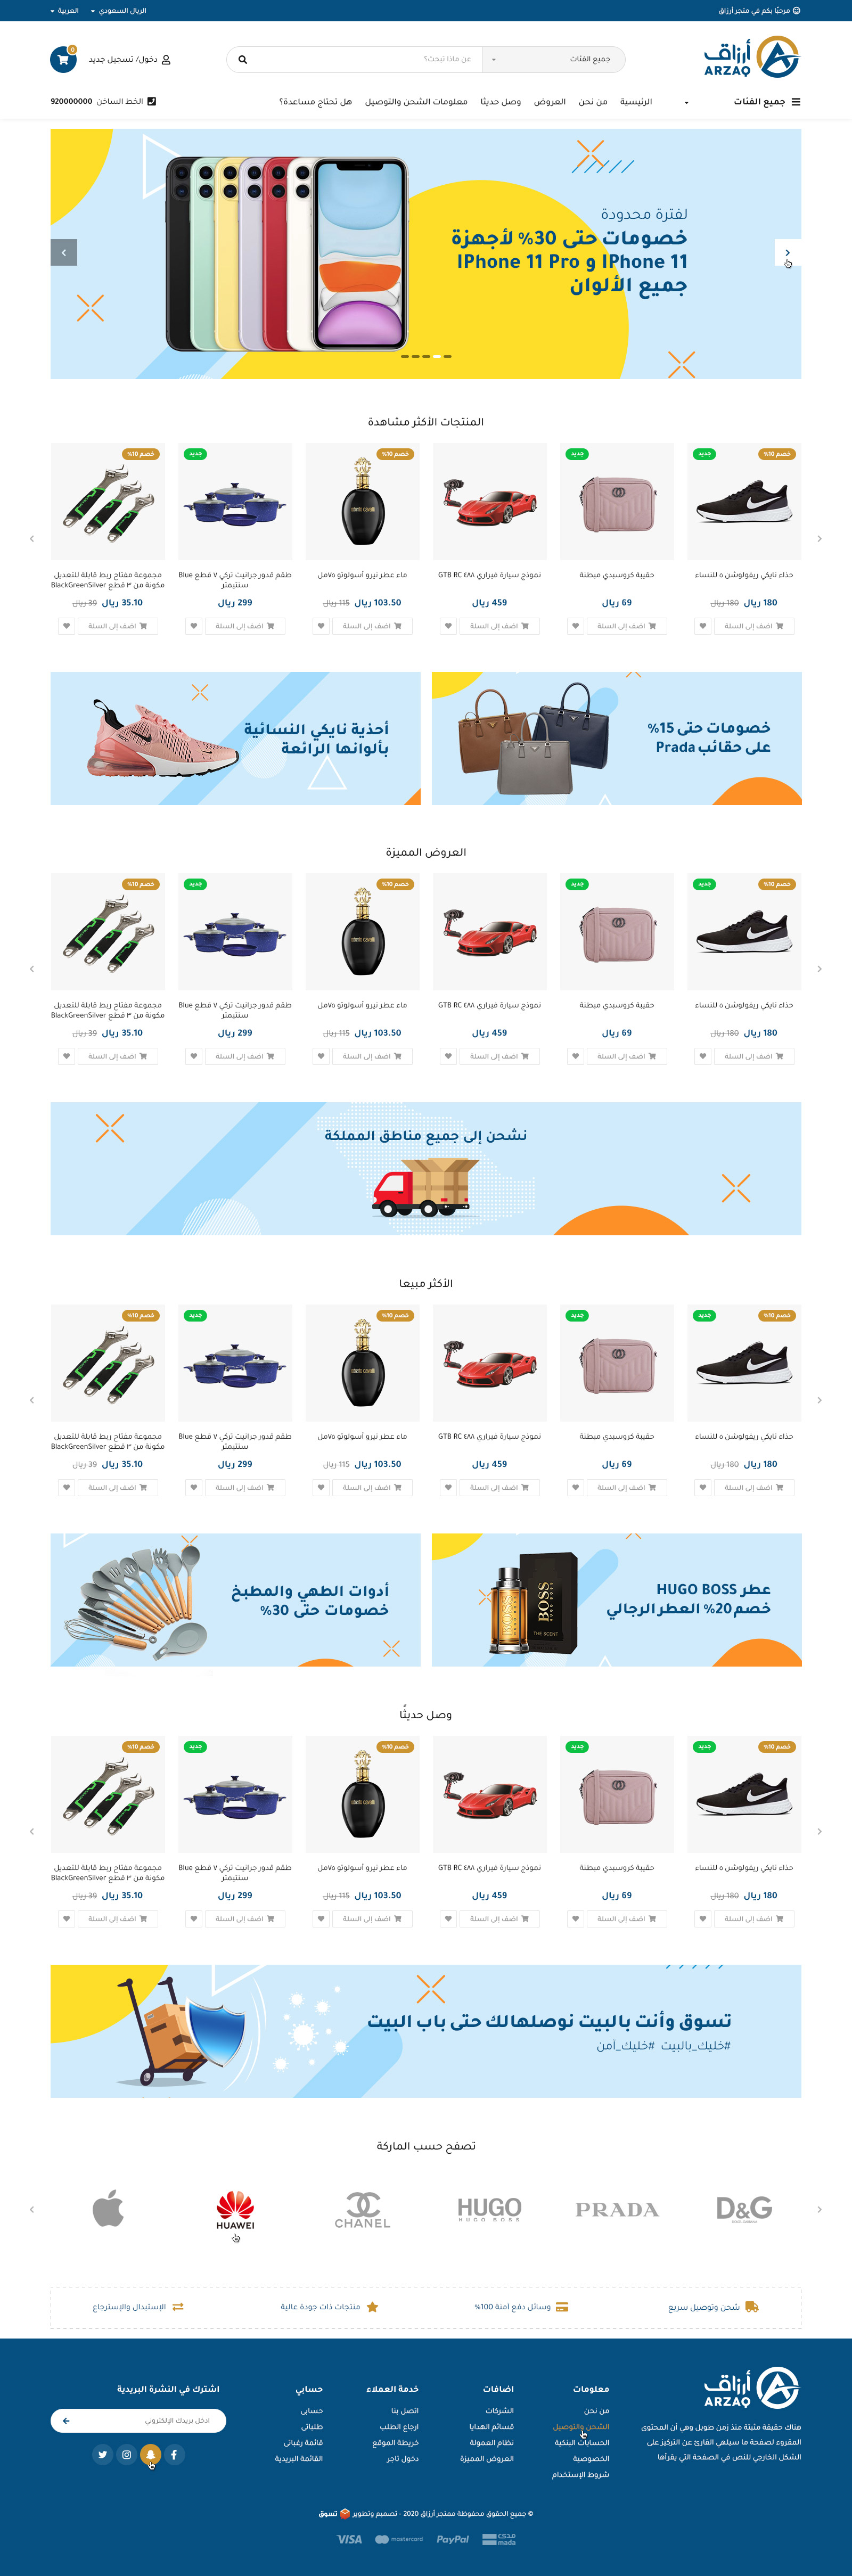 مرحبًا بكم في متجر أرزاق
الريال السعودي
العربية
أرزاق
ARZAQ
جميع الفئات
عن ماذا تبحث؟
دخول/ تسجيل جديد
0
جميع الفئات
الرئيسية
من نحن
العروض
وصل حديثا
معلومات الشحن والتوصيل
هل تحتاج مساعدة؟
الخط الساخن 920000000
لفترة محدودة
خصومات حتى 30% لأجهزة
IPhone 11 و IPhone 11 Pro
جميع الألوان
المنتجات الأكثر مشاهدة
خصم 10% جديد
جديد
خصم 10%
جديد
خصم 10%
حذاء نايكي ريفولوشن ٥ للنساء
180 ريال 180 ريال
اضف إلى السلة
حقيبة كروسبدي مبطنة
69 ريال
اضف إلى السلة
نموذج سيارة فيراري ٤٨٨ GTB RC
459 ريال
اضف إلى السلة
ماء عطر نيرو أسولوتو ٧٥مل
103.50 ريال 115 ريال
اضف إلى السلة
طقم قدور جرانيت تركي ٧ قطع Blue
سنتيمتر
299 ريال
اضف إلى السلة
مجموعة مفتاح ربط قابلة للتعديل
مكونة من ٣ قطع BlackGreenSilver
35.10 ريال 39 ريال
اضف إلى السلة
خصومات حتى 15%
على حقائب Prada
أحذية نايكي النسائية
بألوانها الرائعة
العروض المميزة
خصم 10% جديد
جديد
خصم 10%
جديد
خصم 10%
roberto cavalli
حذاء نايكي ريفولوشن ٥ للنساء
180 ريال 180 ريال
اضف إلى السلة
حقيبة كروسبدي مبطنة
69 ريال
اضف إلى السلة
نموذج سيارة فيراري ٤٨٨ GTB RC
459 ريال
اضف إلى السلة
ماء عطر نيرو أسولوتو ٧٥مل
103.50 ريال 115 ريال
اضف إلى السلة
طقم قدور جرانيت تركي ٧ قطع Blue
سنتيمتر
299 ريال
اضف إلى السلة
مجموعة مفتاح ربط قابلة للتعديل
مكونة من ٣ قطع BlackGreenSilver
35.10 ريال 39 ريال
اضف إلى السلة
نشحن إلى جميع مناطق المملكة
الأكثر مبيعا
خصم 10% جديد
جديد
خصم 10%
جديد
خصم 10%
حذاء نايكي ريفولوشن ٥ للنساء
180 ريال 180 ريال
اضف إلى السلة
حقيبة كروسبدي مبطنة
69 ريال
اضف إلى السلة
نموذج سيارة فيراري ٤٨٨ GTB RC
459 ريال
اضف إلى السلة
ماء عطر نيرو أسولوتو ٧٥مل
103.50 ريال 115 ريال
اضف إلى السلة
طقم قدور جرانيت تركي ٧ قطع Blue
سنتيمتر
299 ريال
اضف إلى السلة
مجموعة مفتاح ربط قابلة للتعديل
مكونة من ٣ قطع BlackGreenSilver
35.10 ريال 39 ريال
اضف إلى السلة
عطر HUGO BOSS
خصم 20% العطر الرجالي
BOSS
BOSS
THE SCENT
أدوات الطهي والمطبخ
خصومات حتى 30%
وصل حديثًا
خصم 10% جديد
جديد
خصم 10%
جديد
خصم 10%
حذاء نايكي ريفولوشن ٥ للنساء
180 ريال 180 ريال
اضف إلى السلة
حقيبة كروسبدي مبطنة
69 ريال
اضف إلى السلة
نموذج سيارة فيراري ٤٨٨ GTB RC
459 ريال
اضف إلى السلة
ماء عطر نيرو أسولوتو ٧٥مل
103.50 ريال 115 ريال
اضف إلى السلة
طقم قدور جرانيت تركي ٧ قطع Blue
سنتيمتر
299 ريال
اضف إلى السلة
مجموعة مفتاح ربط قابلة للتعديل
مكونة من ٣ قطع BlackGreenSilver
35.10 ريال 39 ريال
اضف إلى السلة
تسوق وأنت بالبيت نوصلهالك حتى باب البيت
#خليك_بالبيت #خليك_آمن
تصفح حسب الماركة
D&G
PRADA
HUGO
HUGO BOSS
CHANEL
HUAWEI
شحن وتوصيل سريع
وسائل دفع آمنة 100%
منتجات ذات جودة عالية
الإستبدال والإسترجاع
أرزاق
ARZAQ
هناك حقيقة مثبتة منذ زمن طويل وهي أن المحتوى
المقروء لصفحة ما سيلهي القارئ عن التركيز على
الشكل الخارجي للنص في الصفحة التي يقرأها
معلومات
من نحن
الشحن والتوصيل
الحسابات البنكية
الخصوصية
شروط الإستخدام
اضافات
الشركات
قسائم الهدايا
نظام العمولة
العروض المميزة
خدمة العملاء
اتصل بنا
ارجاع الطلب
خريطة الموقع
دخول تاجر
حسابي
حسابى
طلباتى
قائمة رغباتى
القائمة البريدية
اشترك في النشرة البريدية
ادخل بريدك الإلكتروني
© جميع الحقوق محفوظة ممتجر أرزاق 2020 - تصميم وتطوير تسوق
مدى
mada
PayPal
mastercard
VISA